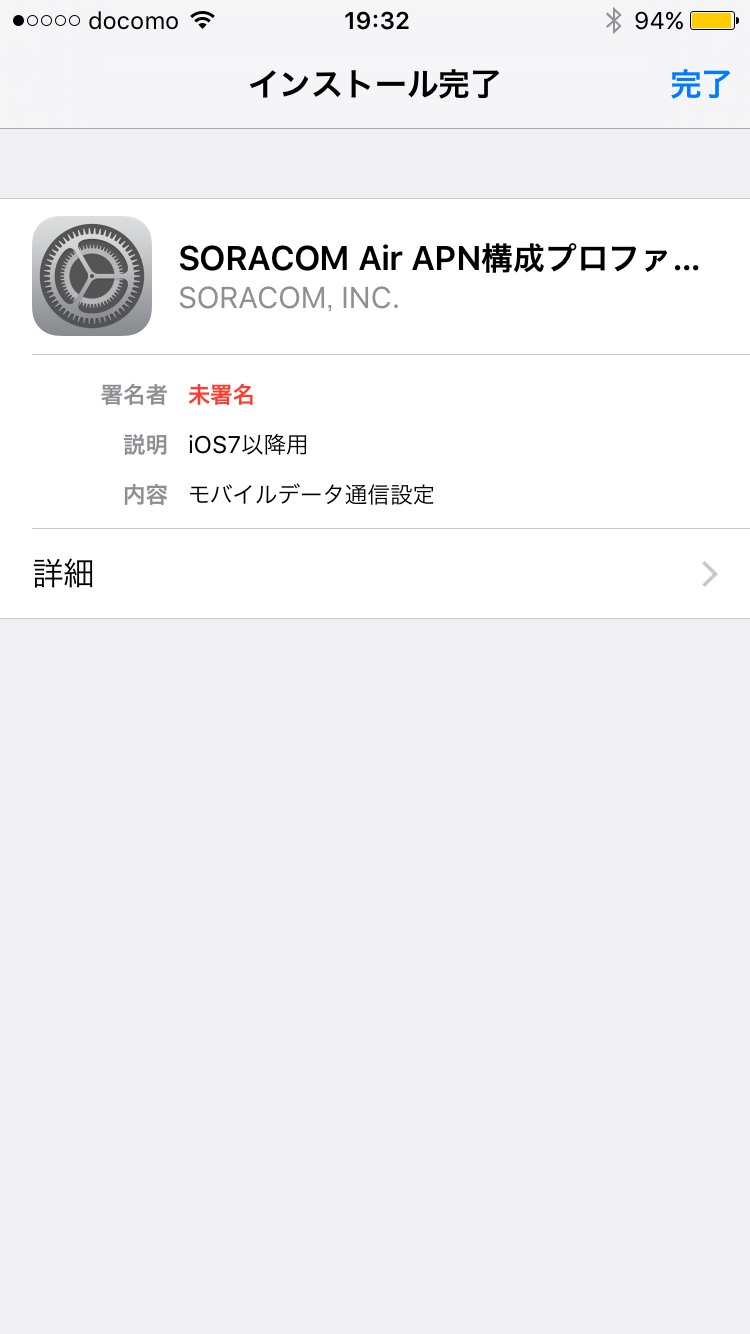 docomo 19:32 94%
インストール完了 完了
SORACOM Air APN構成プロファ...
SORACOM, INC.
署名者 未署名
説明 iOS7以降用
内容 モバイルデータ通信設定
詳細